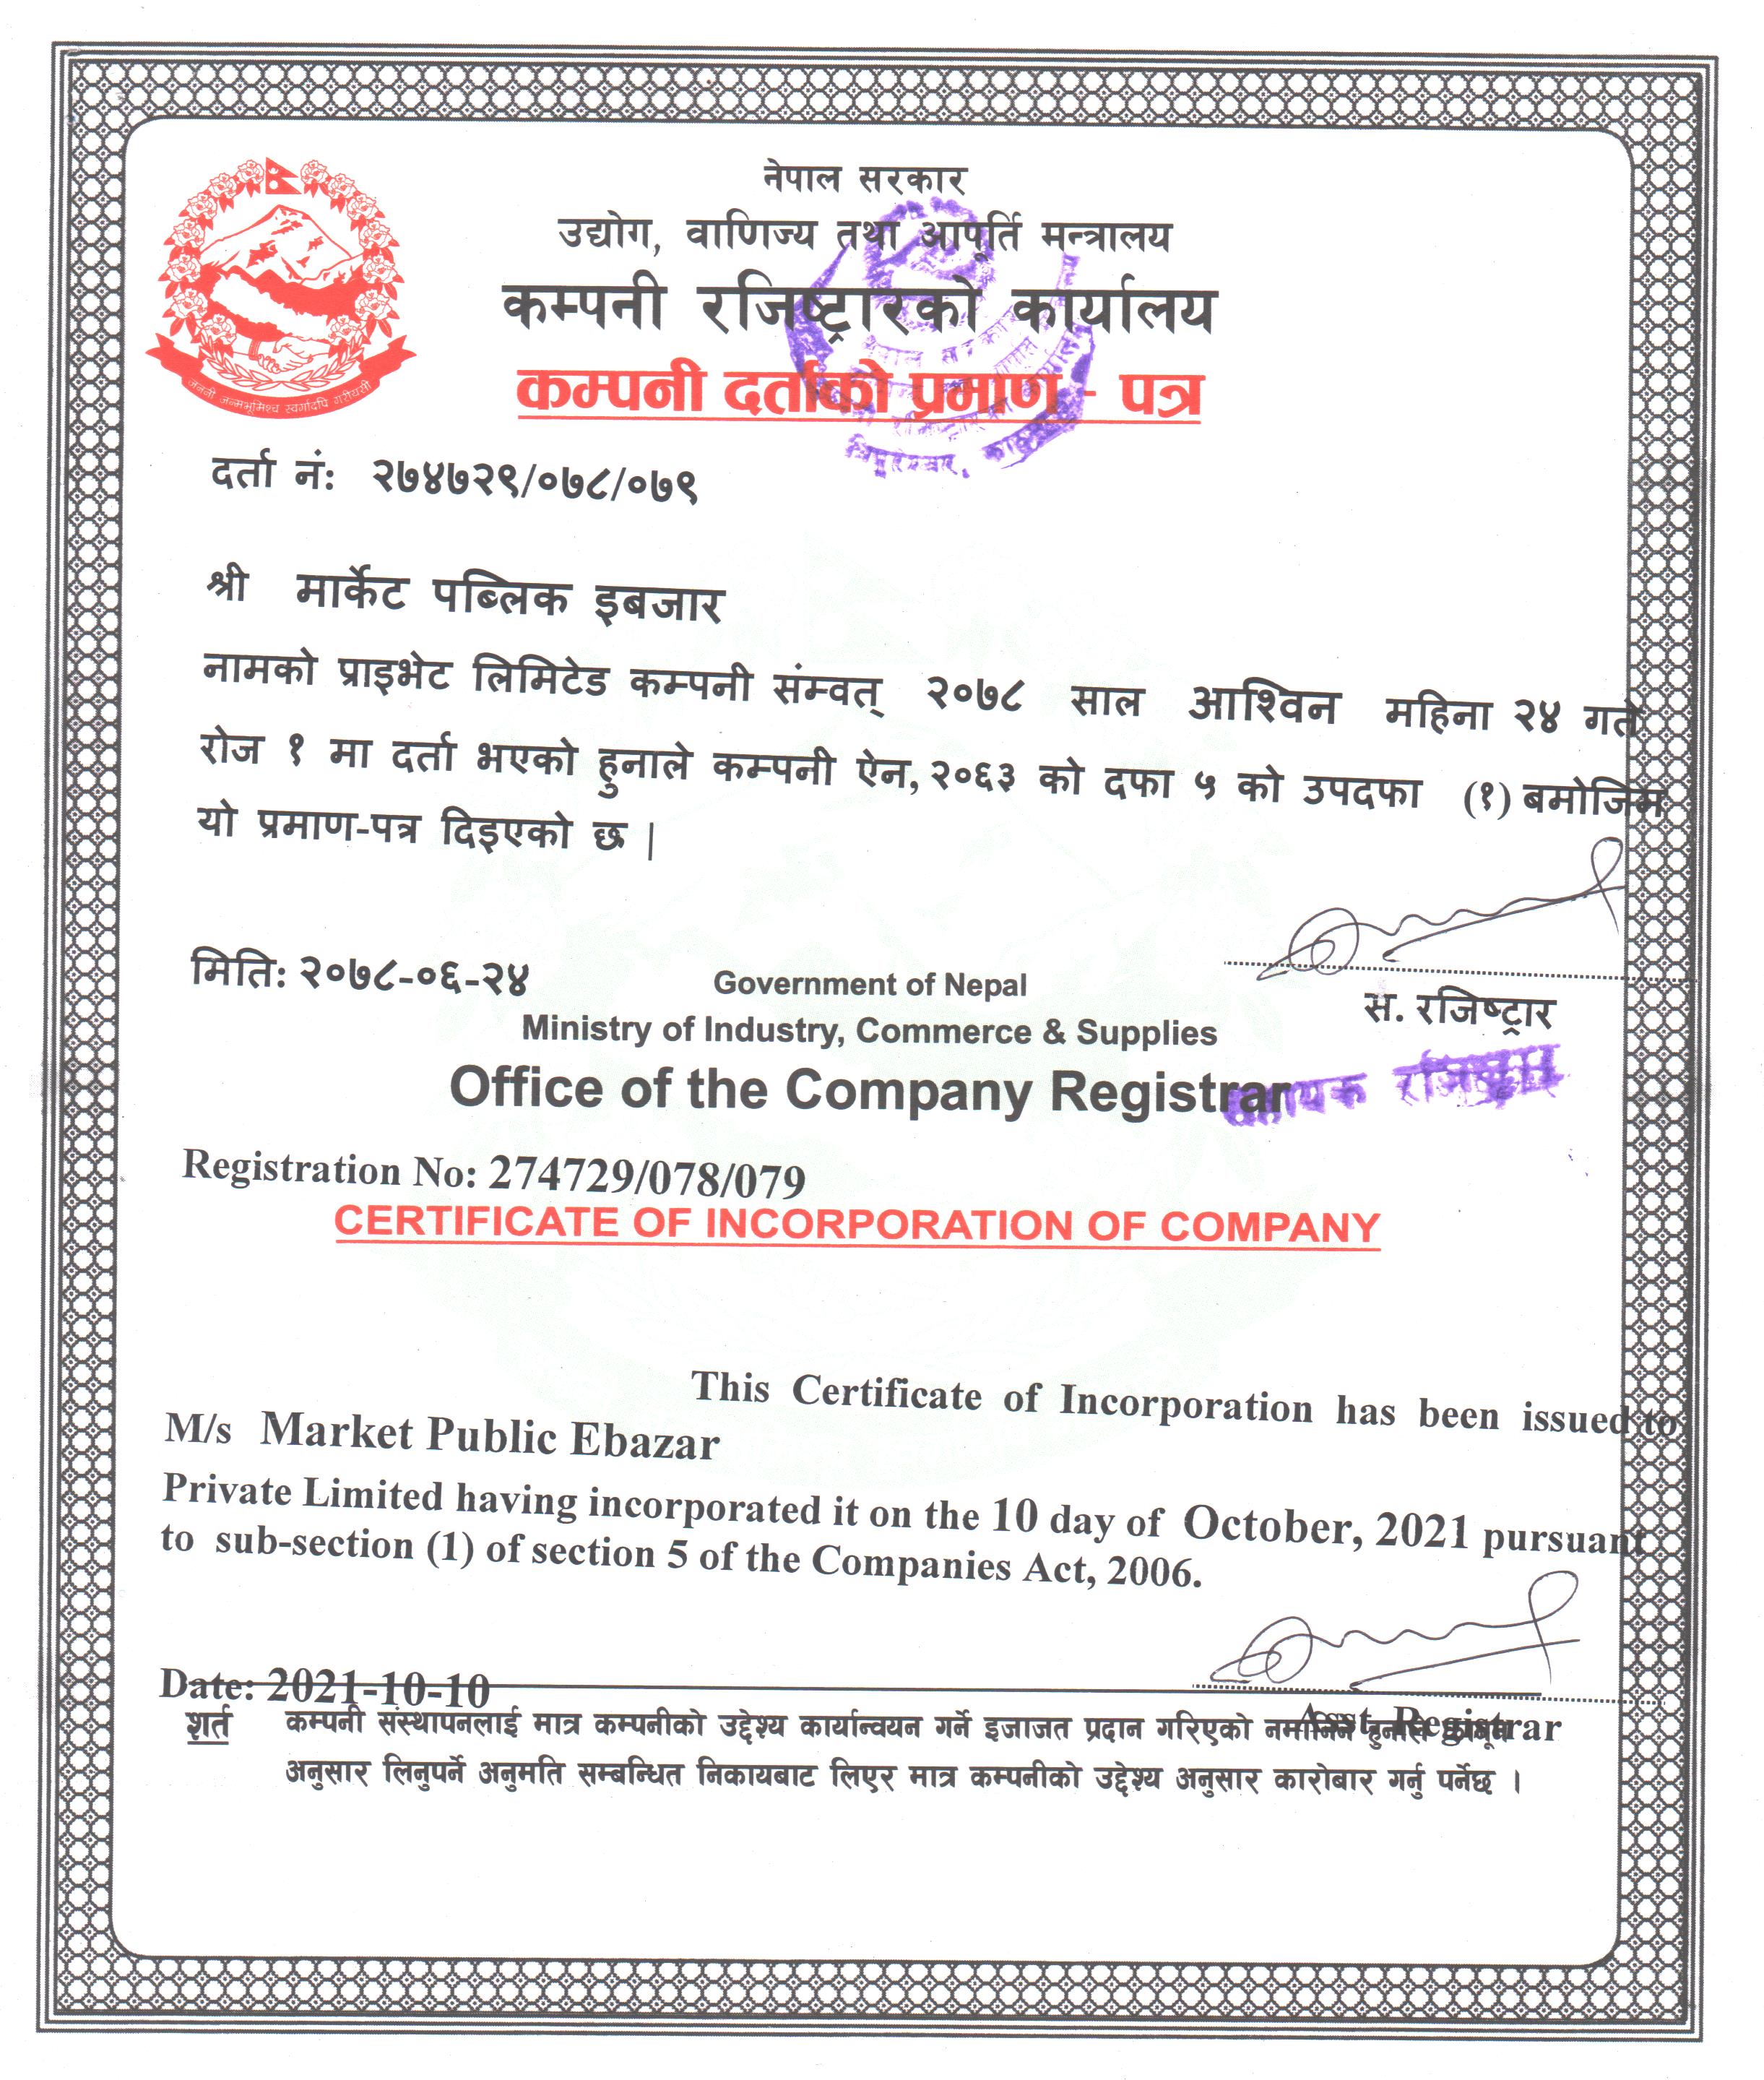 नेपाल सरकार
उद्योग, वाणिज्य तथा आपूर्ति मन्त्रालय
कम्पनी रजिष्ट्रारको कार्यालय
कम्पनी दर्ताको प्रमाण - पत्र
जननी जन्मभूमिश्च स्वर्गादपि गरीयसी
दर्ता नं: २७४७२९/०७८/०७९
श्री मार्केट पब्लिक इबजार
नामको प्राइभेट लिमिटेड कम्पनी संम्वत् २०७८ साल आश्विन महिना २४ गते
रोज १ मा दर्ता भएको हुनाले कम्पनी ऐन, २०६३ को दफा ५ को उपदफा (१) बमोजिम
यो प्रमाण-पत्र दिइएको छ |
मिति: २०७८-०६-२४
स. रजिष्ट्रार
Government of Nepal
Ministry of Industry, Commerce & Supplies
Office of the Company Registrar
Registration No: 274729/078/079
CERTIFICATE OF INCORPORATION OF COMPANY
This Certificate of Incorporation has been issued to
M/s Market Public Ebazar
Private Limited having incorporated it on the 10 day of October, 2021 pursuant
to sub-section (1) of section 5 of the Companies Act, 2006.
Date: 2021-10-10
Asst. Registrar
शर्त कम्पनी संस्थापनलाई मात्र कम्पनीको उद्देश्य कार्यान्वयन गर्ने इजाजत प्रदान गरिएको नमानिने हुनाले कानून
अनुसार लिनुपर्ने अनुमति सम्बन्धित निकायबाट लिएर मात्र कम्पनीको उद्देश्य अनुसार कारोबार गर्नु पर्नेछ ।